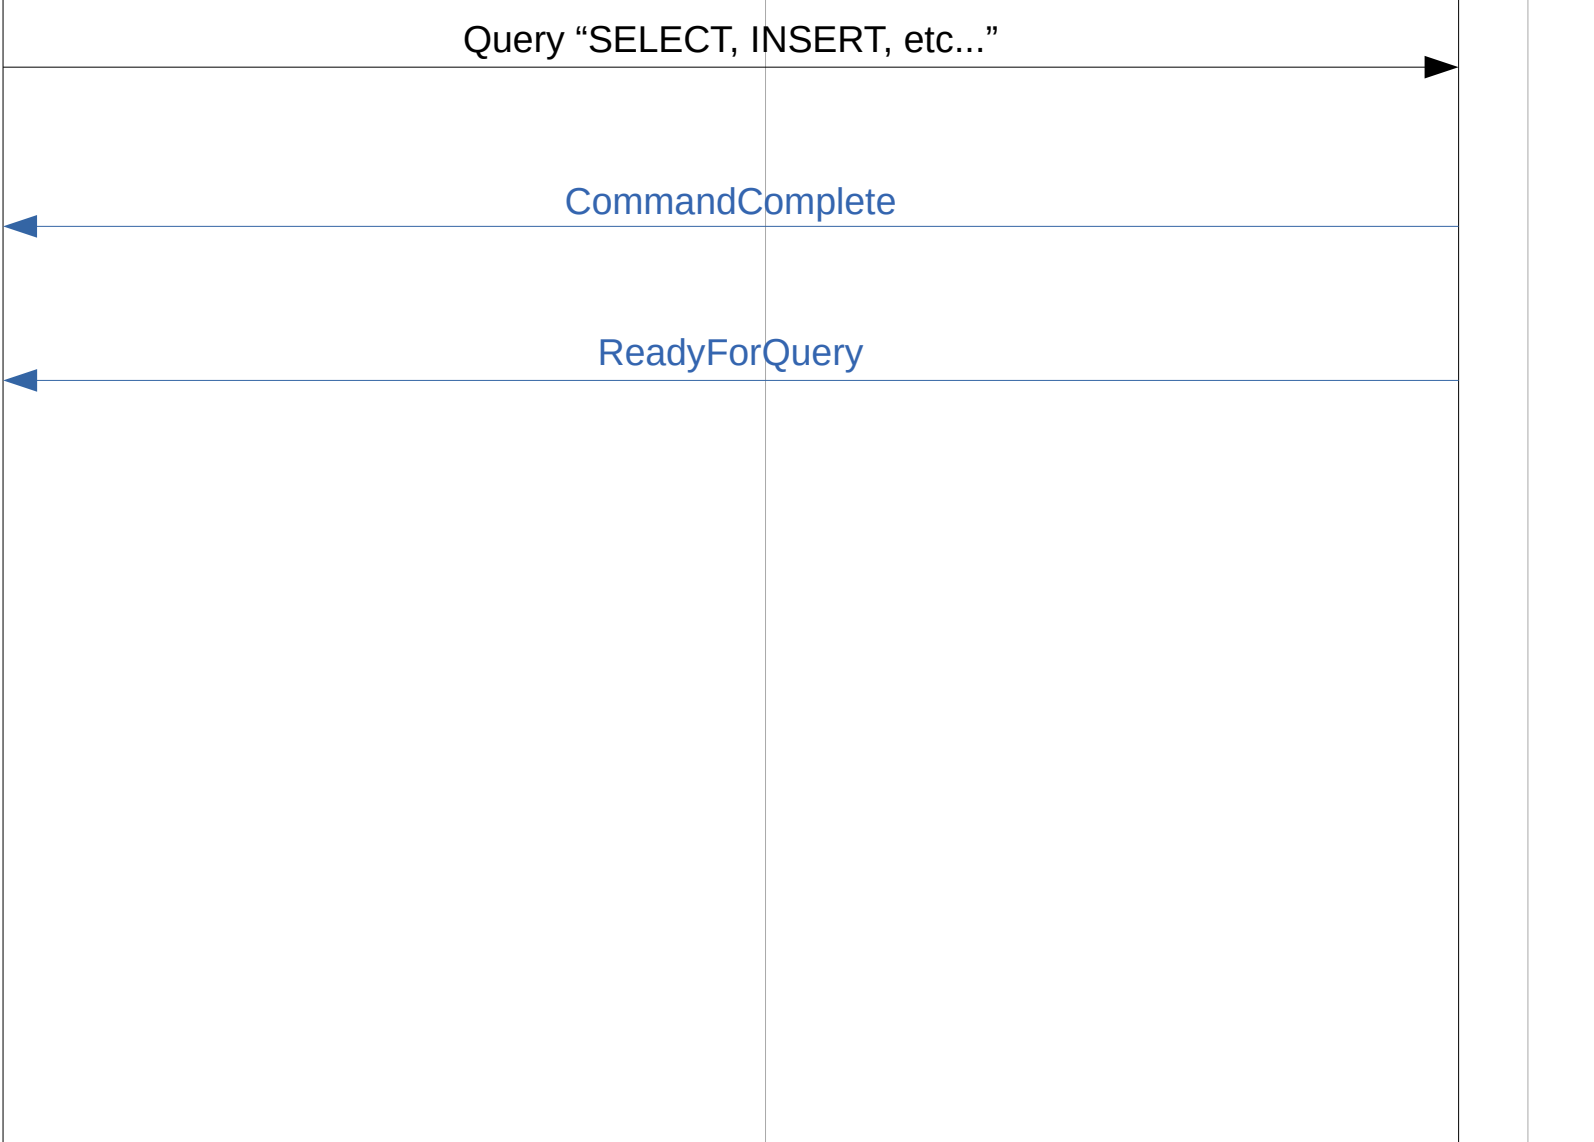 Query “SELECT, INSERT, etc...”
CommandComplete
ReadyForQuery